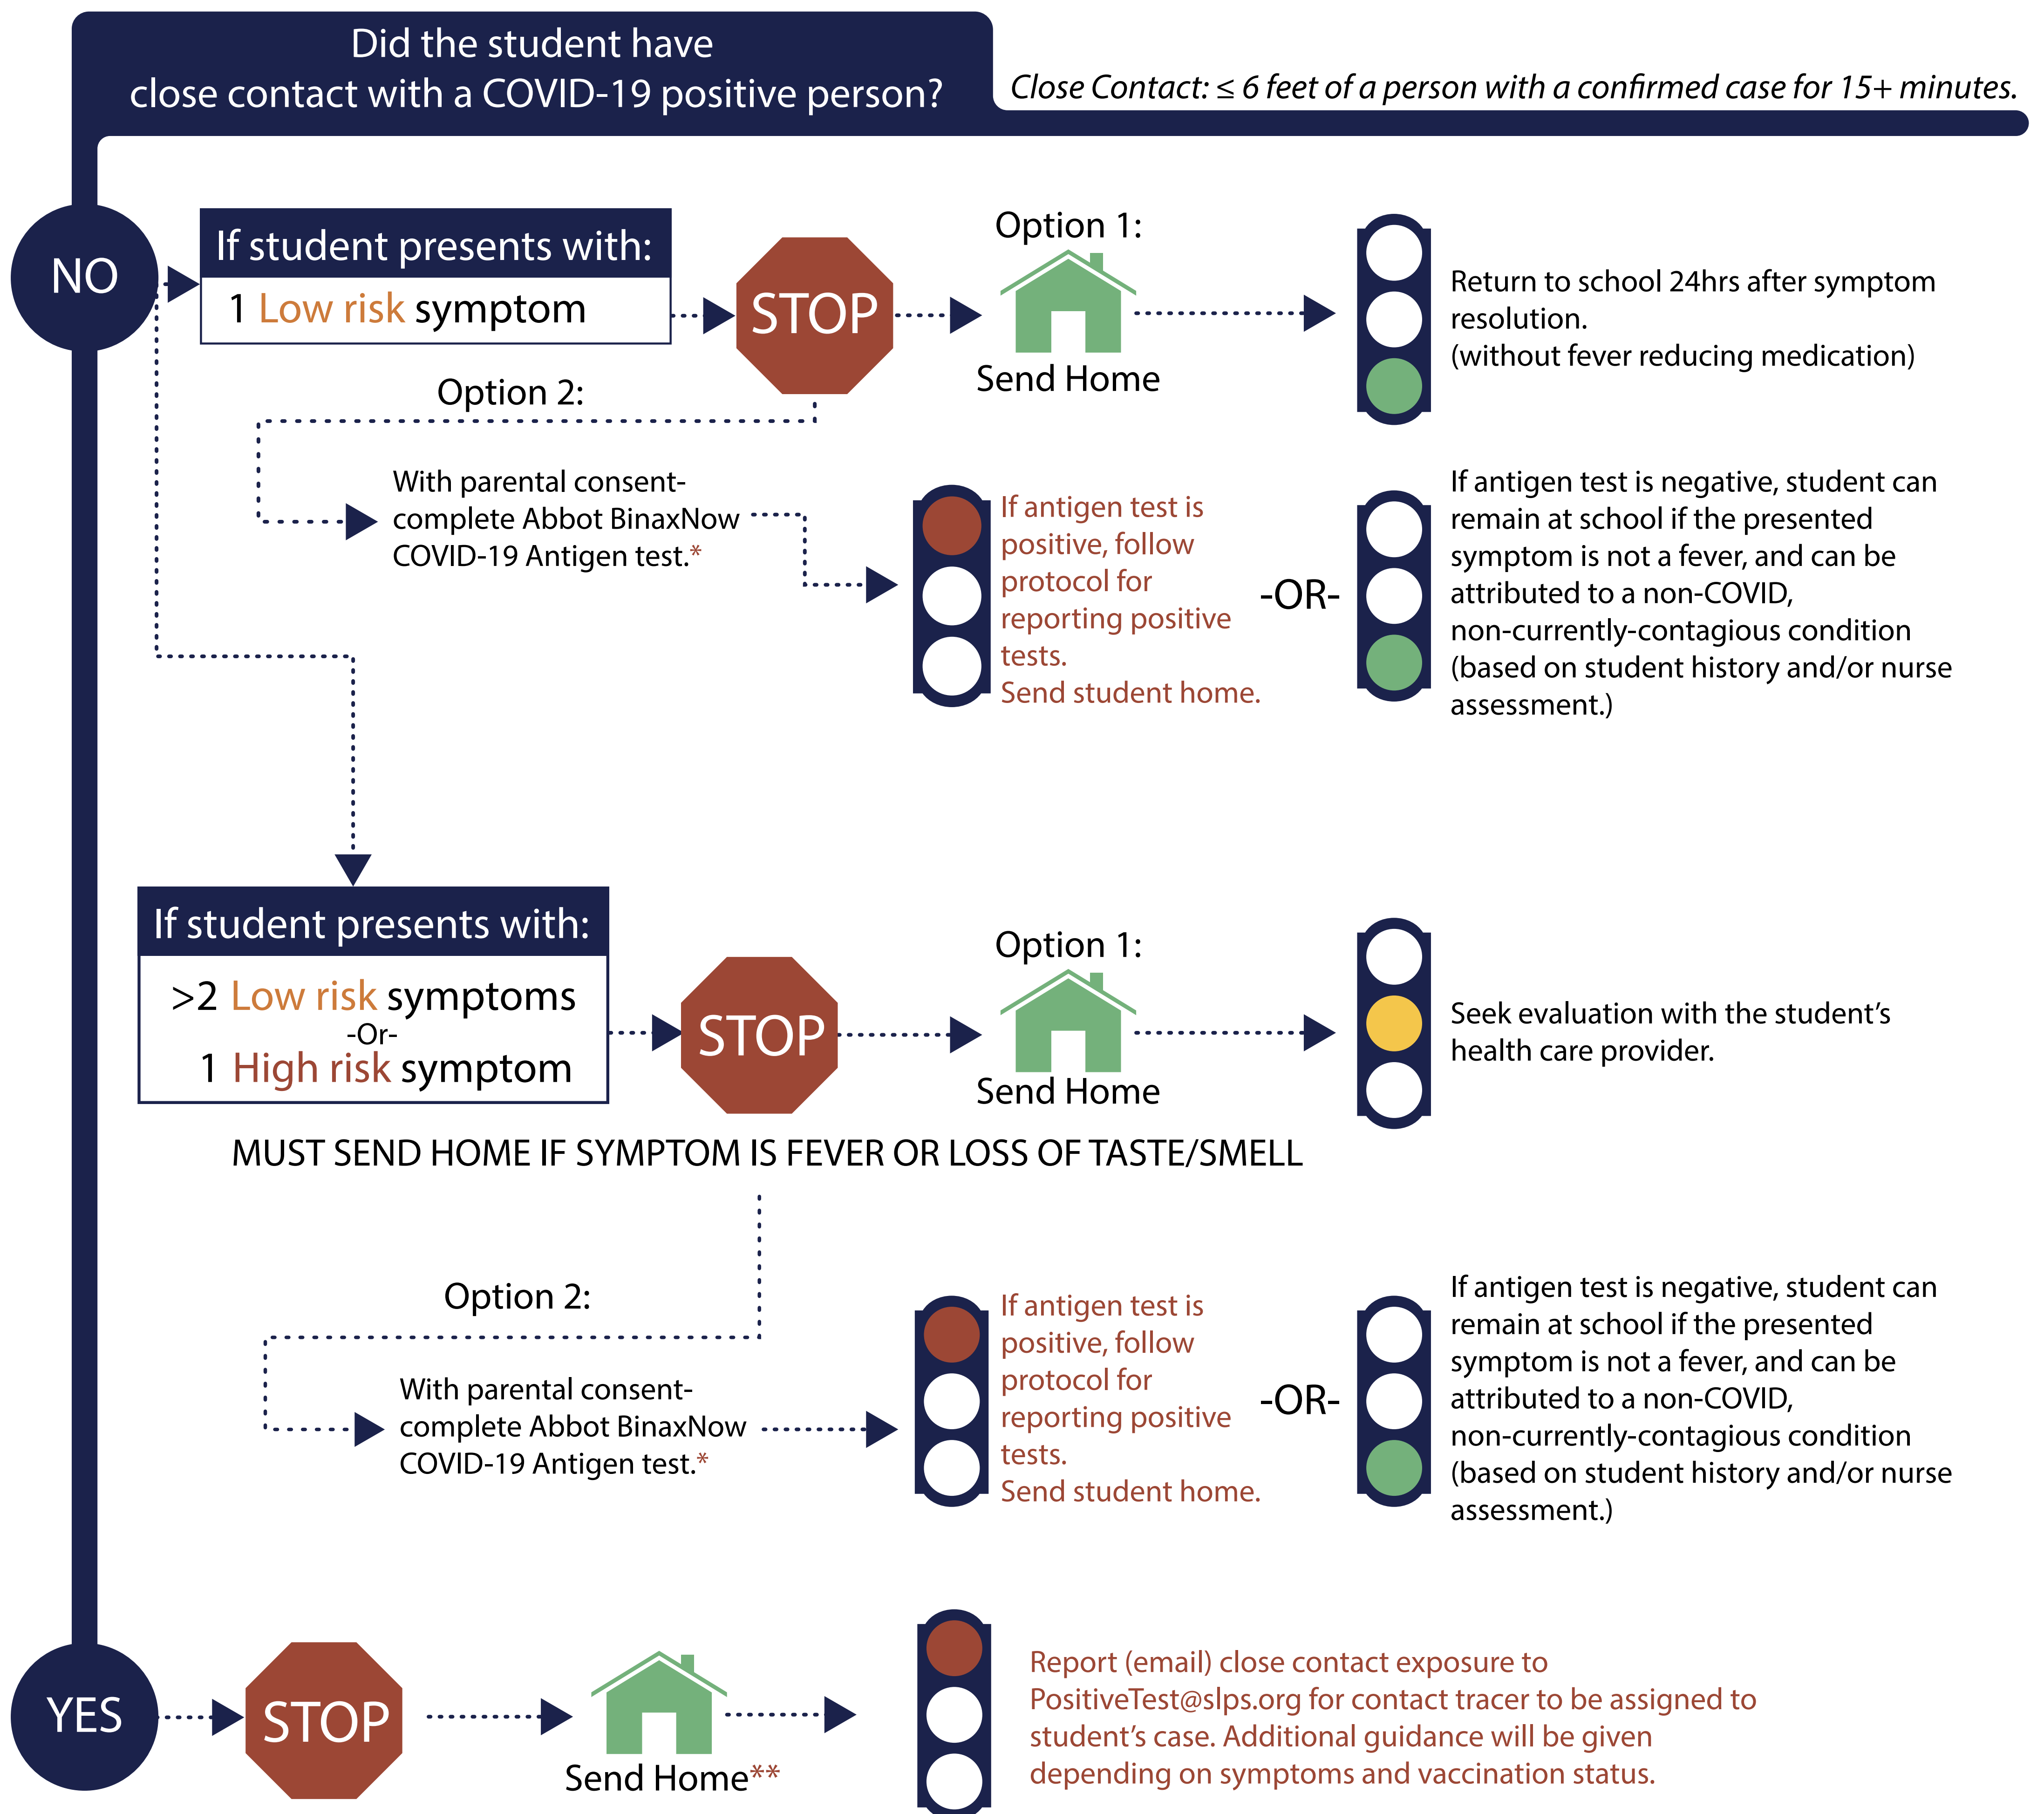 Did the student have
close contact with a COVID-19 positive person?
Close Contact: ≤ 6 feet of a person with a confirmed case for 15+ minutes.
NO
If student presents with:
1 Low risk symptom
STOP
Option 1:
Send Home
Return to school 24hrs after symptom
resolution.
(without fever reducing medication)
Option 2:
With parental consent-
complete Abbot BinaxNow
COVID-19 Antigen test.*
If antigen test is
positive, follow
protocol for
reporting positive
tests.
Send student home.
-OR-
If antigen test is negative, student can
remain at school if the presented
symptom is not a fever, and can be
attributed to a non-COVID,
non-currently-contagious condition
(based on student history and/or nurse
assessment.)
If student presents with:
>2 Low risk symptoms
-Or-
1 High risk symptom
STOP
Option 1:
Send Home
Seek evaluation with the student’s
health care provider.
MUST SEND HOME IF SYMPTOM IS FEVER OR LOSS OF TASTE/SMELL
Option 2:
With parental consent-
complete Abbot BinaxNow
COVID-19 Antigen test.*
If antigen test is
positive, follow
protocol for
reporting positive
tests.
Send student home.
-OR-
If antigen test is negative, student can
remain at school if the presented
symptom is not a fever, and can be
attributed to a non-COVID,
non-currently-contagious condition
(based on student history and/or nurse
assessment.)
YES
STOP
Send Home**
Report (email) close contact exposure to
PositiveTest@slps.org for contact tracer to be assigned to
student’s case. Additional guidance will be given
depending on symptoms and vaccination status.